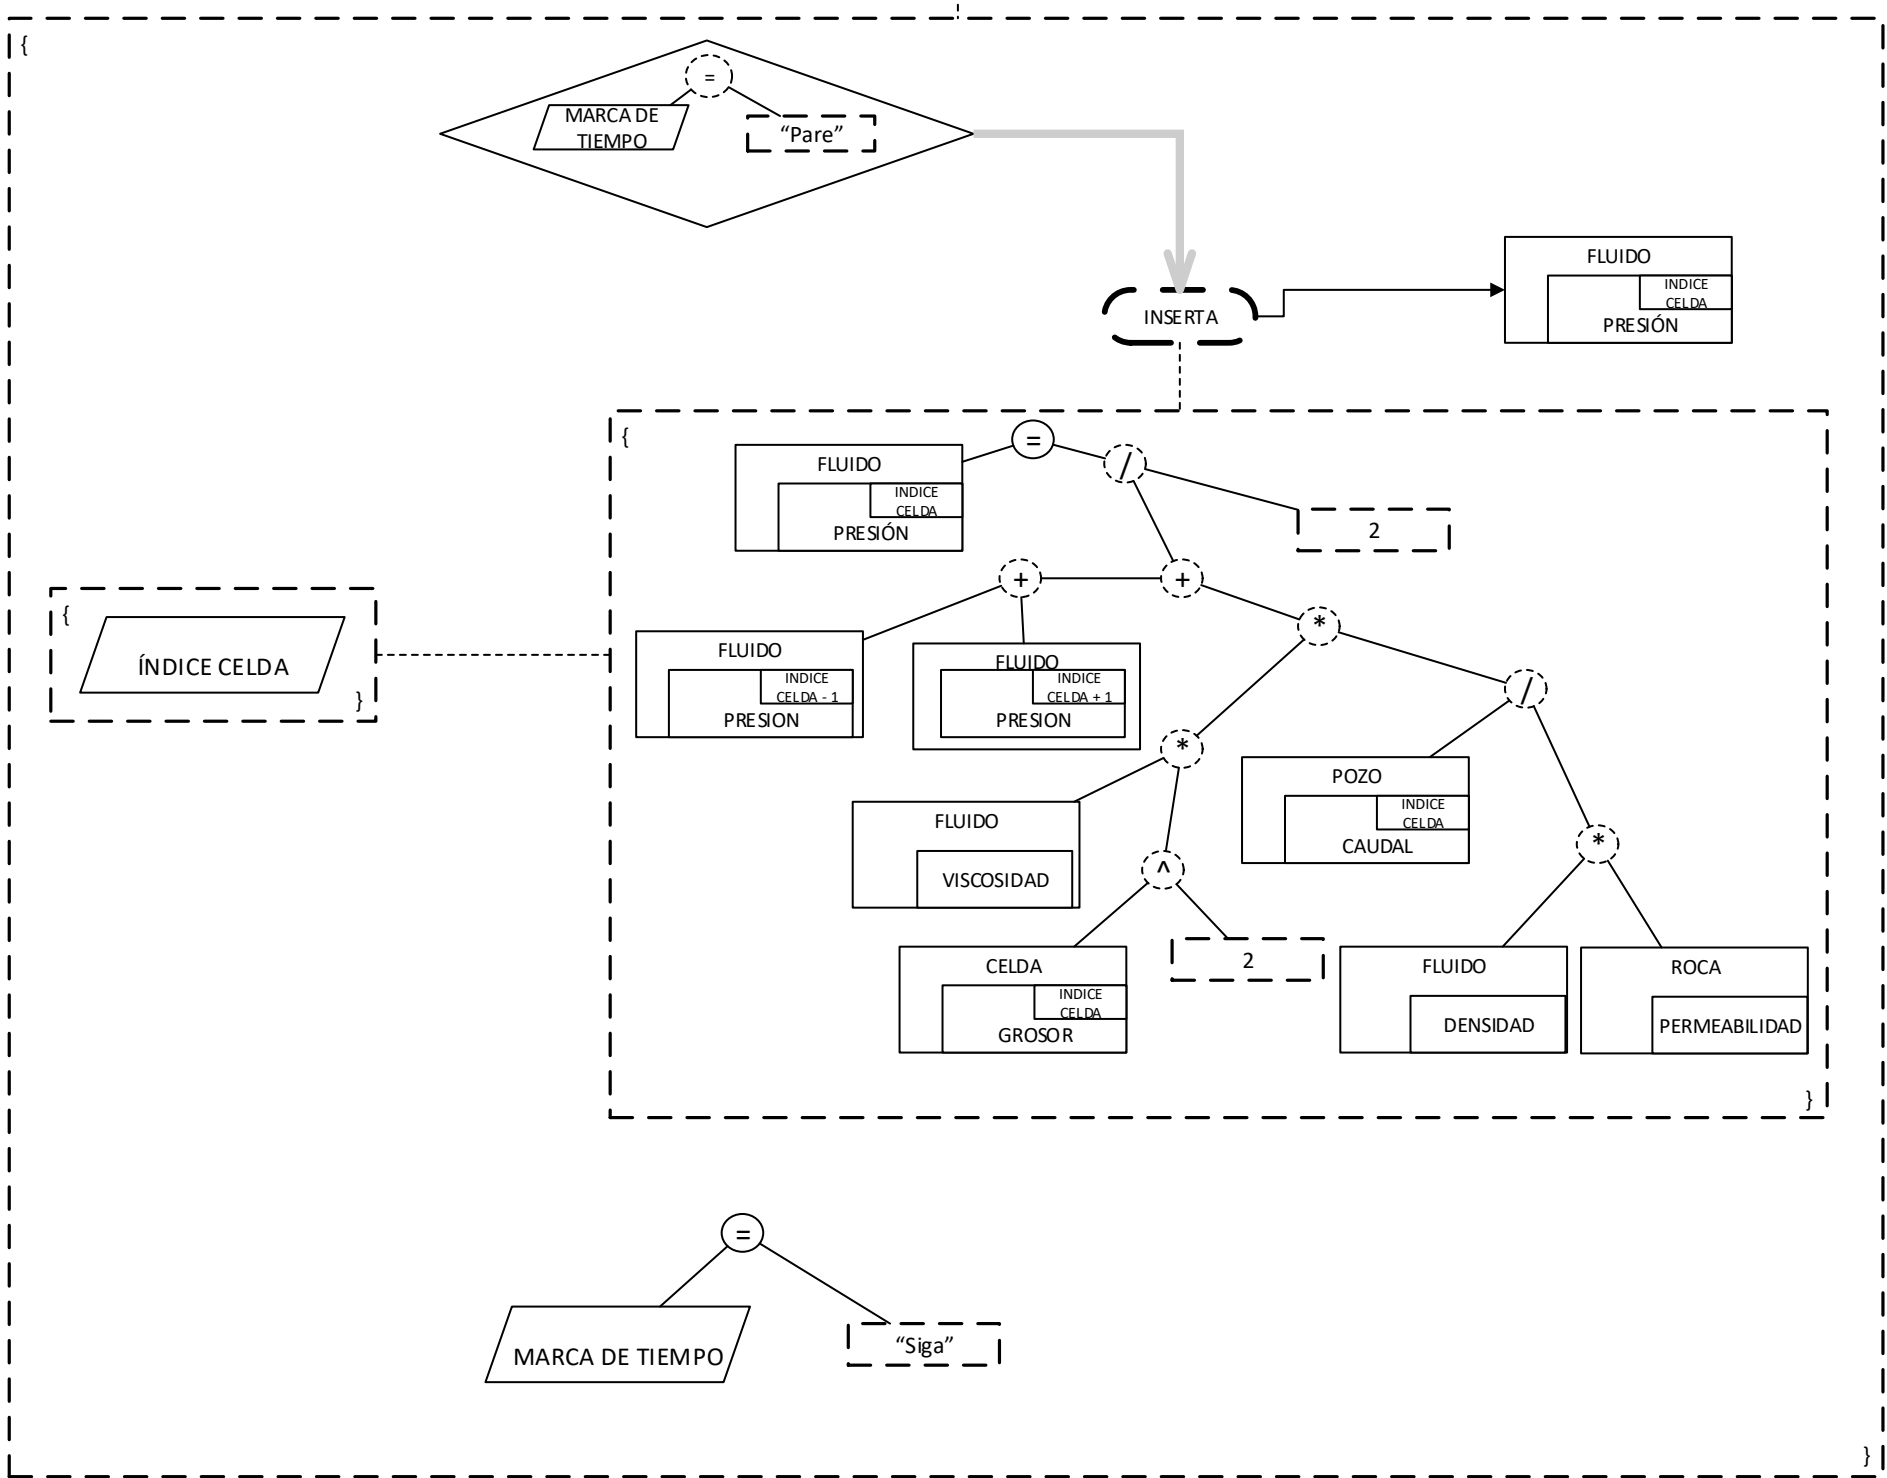 {
=
MARCA DE
TIEMPO
"Pare"
INSERTA
FLUIDO
INDICE
CELDA
PRESIÓN
{
=
/
FLUIDO
INDICE
CELDA
PRESIÓN
2
+
+
*
FLUIDO
INDICE
CELDA - 1
PRESION
FLUIDO
INDICE
CELDA + 1
PRESION
/
{
ÍNDICE CELDA
}
*
POZO
INDICE
CELDA
CAUDAL
FLUIDO
VISCOSIDAD
*
^
CELDA
INDICE
CELDA
GROSOR
2
FLUIDO
DENSIDAD
ROCA
PERMEABILIDAD
}
=
MARCA DE TIEMPO
“Siga”
}